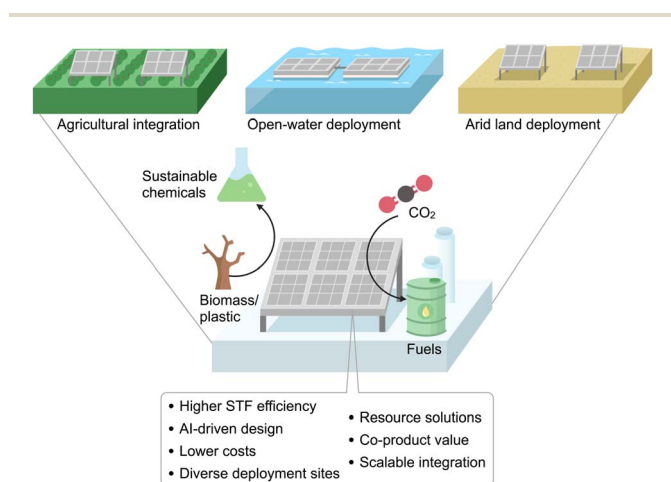 Agricultural integration
Open-water deployment
Arid land deployment
Sustainable
chemicals
CO₂
Biomass/
plastic
Fuels
• Higher STF efficiency
• AI-driven design
• Lower costs
• Diverse deployment sites
• Resource solutions
• Co-product value
• Scalable integration